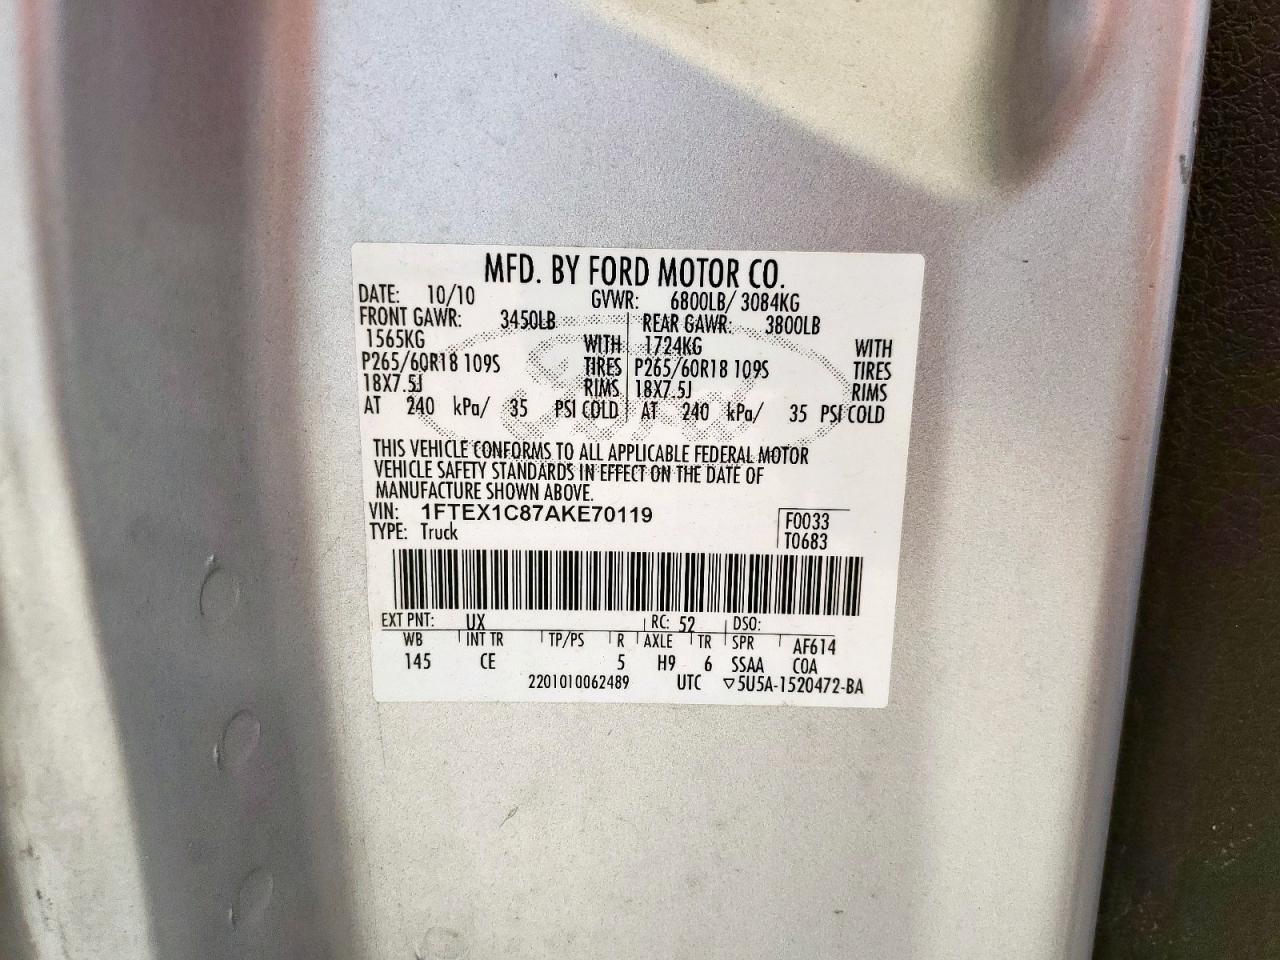 MFD. BY FORD MOTOR CO.
DATE: 10/10 GVWR: 6800LB/ 3084KG
FRONT GAWR: 3450LB REAR GAWR: 3800LB
1565KG WITH 1724KG WITH
P265/60R18 109S TIRES P265/60R18 109S TIRES
18X7.5J RIMS 18X7.5J RIMS
AT 240 kPa/ 35 PSI COLD AT 240 kPa/ 35 PSI COLD
THIS VEHICLE CONFORMS TO ALL APPLICABLE FEDERAL MOTOR
VEHICLE SAFETY STANDARDS IN EFFECT ON THE DATE OF
MANUFACTURE SHOWN ABOVE.
VIN: 1FTEX1C87AKE70119 F0033
TYPE: Truck T0683
EXT PNT: UX RC: 52 DSO:
WB INT TR TP/PS R AXLE TR SPR AF614
145 CE 5 H9 6 SSAA COA
2201010062489 UTC ▽5U5A-1520472-BA